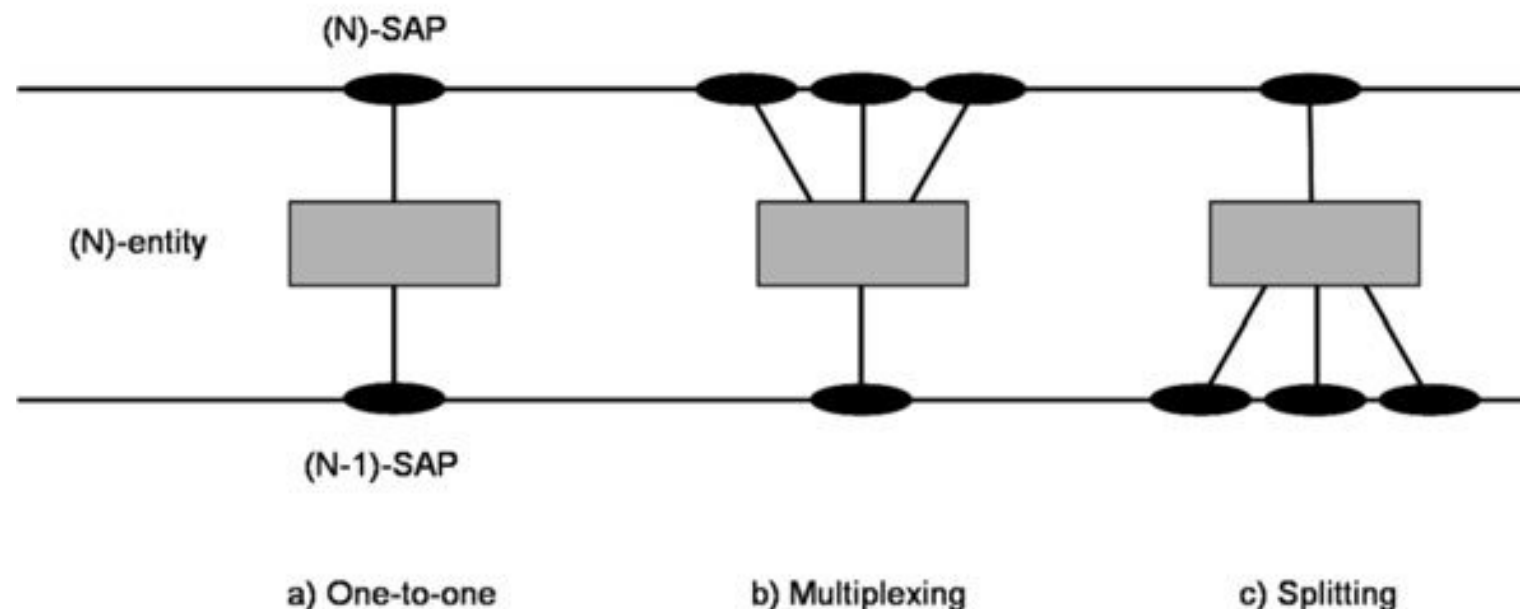 (N)-SAP
(N)-entity
(N-1)-SAP
a) One-to-one
b) Multiplexing
c) Splitting